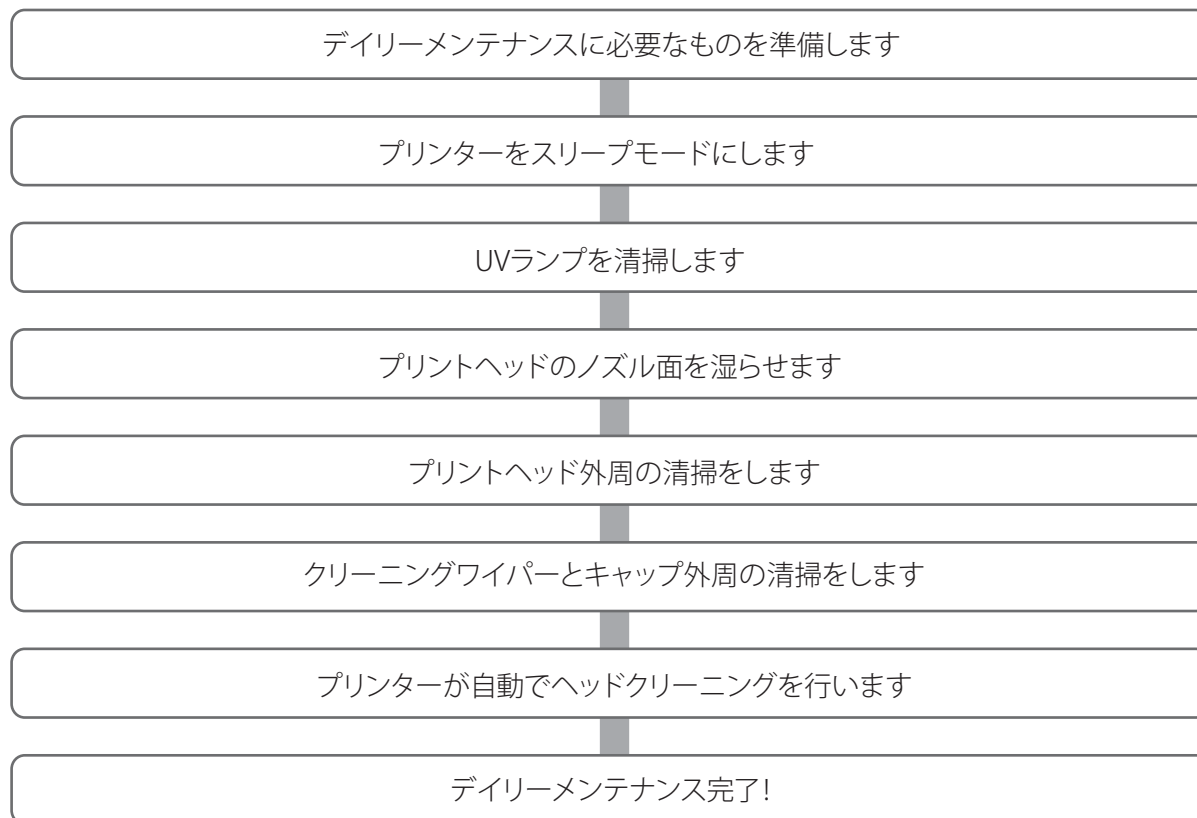 デイリーメンテナンスに必要なものを準備します
プリンターをスリープモードにします
UVランプを清掃します
プリントヘッドのノズル面を湿らせます
プリントヘッド外周の清掃をします
クリーニングワイパーとキャップ外周の清掃をします
プリンターが自動でヘッドクリーニングを行います
デイリーメンテナンス完了!